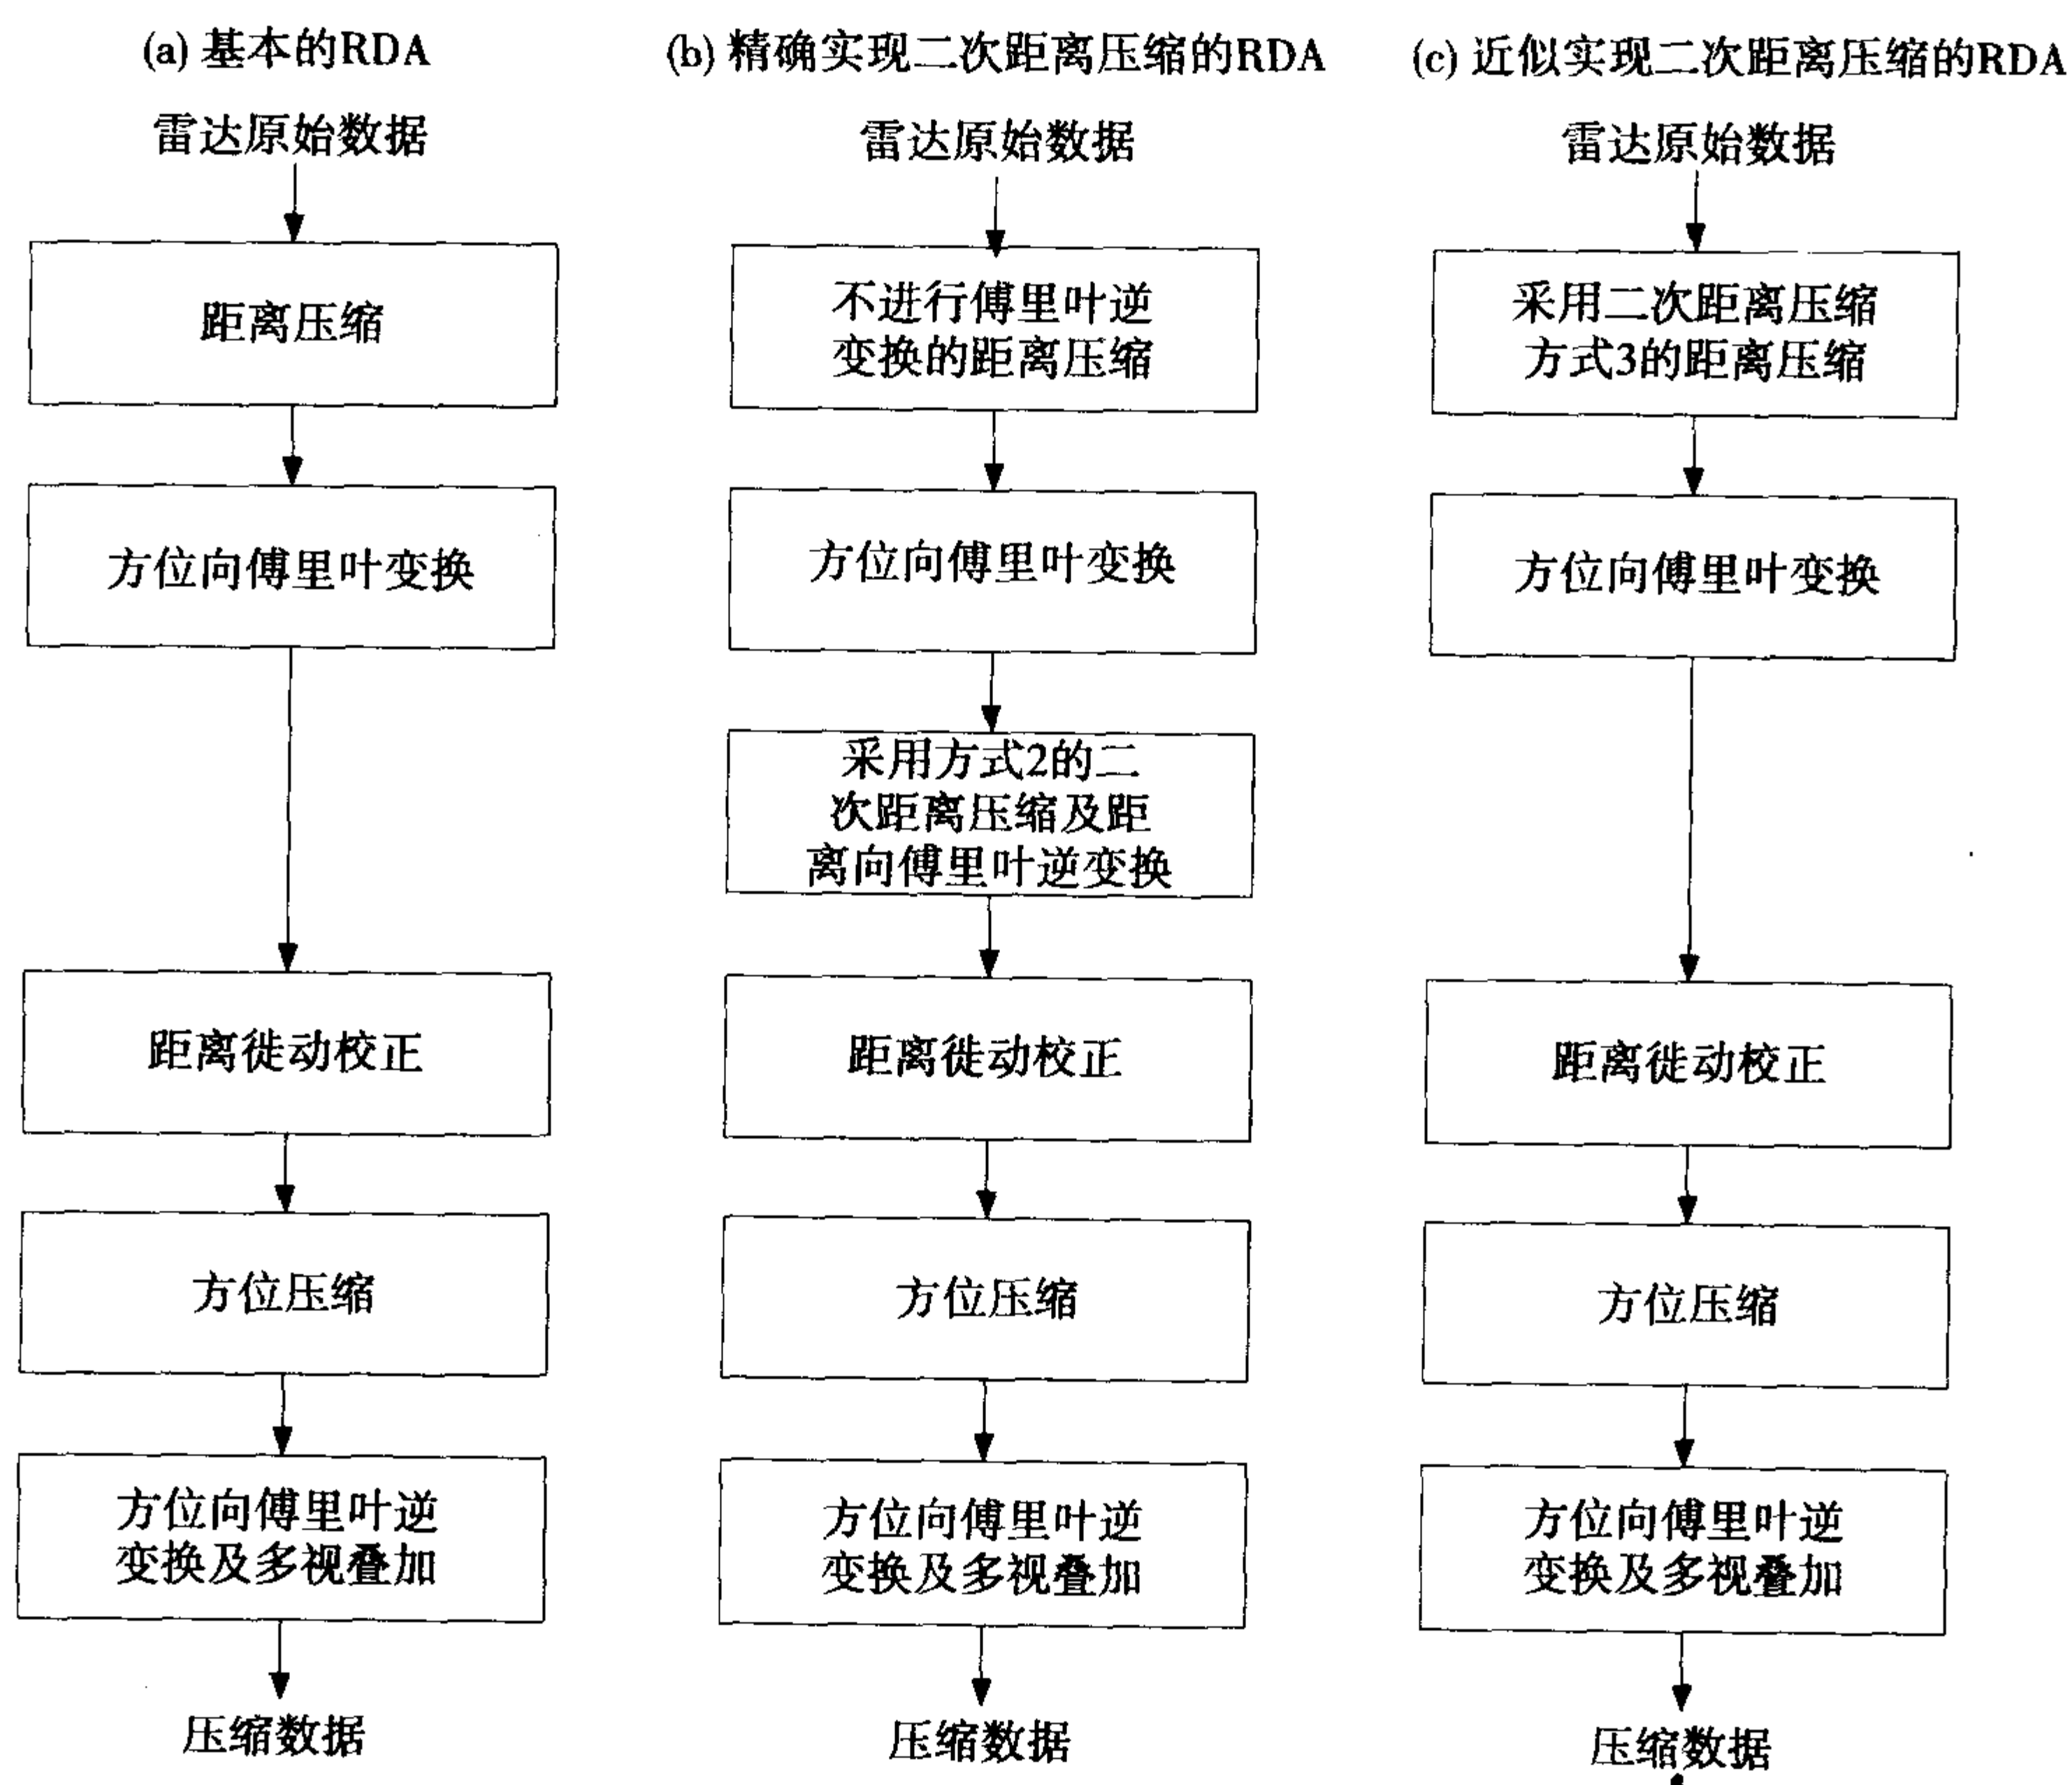 (a) 基本的RDA
雷达原始数据
距离压缩
方位向傅里叶变换
距离徙动校正
方位压缩
方位向傅里叶逆
变换及多视叠加
压缩数据
(b) 精确实现二次距离压缩的RDA
雷达原始数据
不进行傅里叶逆
变换的距离压缩
方位向傅里叶变换
采用方式2的二
次距离压缩及距
离向傅里叶逆变换
距离徙动校正
方位压缩
方位向傅里叶逆
变换及多视叠加
压缩数据
(c) 近似实现二次距离压缩的RDA
雷达原始数据
采用二次距离压缩
方式3的距离压缩
方位向傅里叶变换
距离徙动校正
方位压缩
方位向傅里叶逆
变换及多视叠加
压缩数据